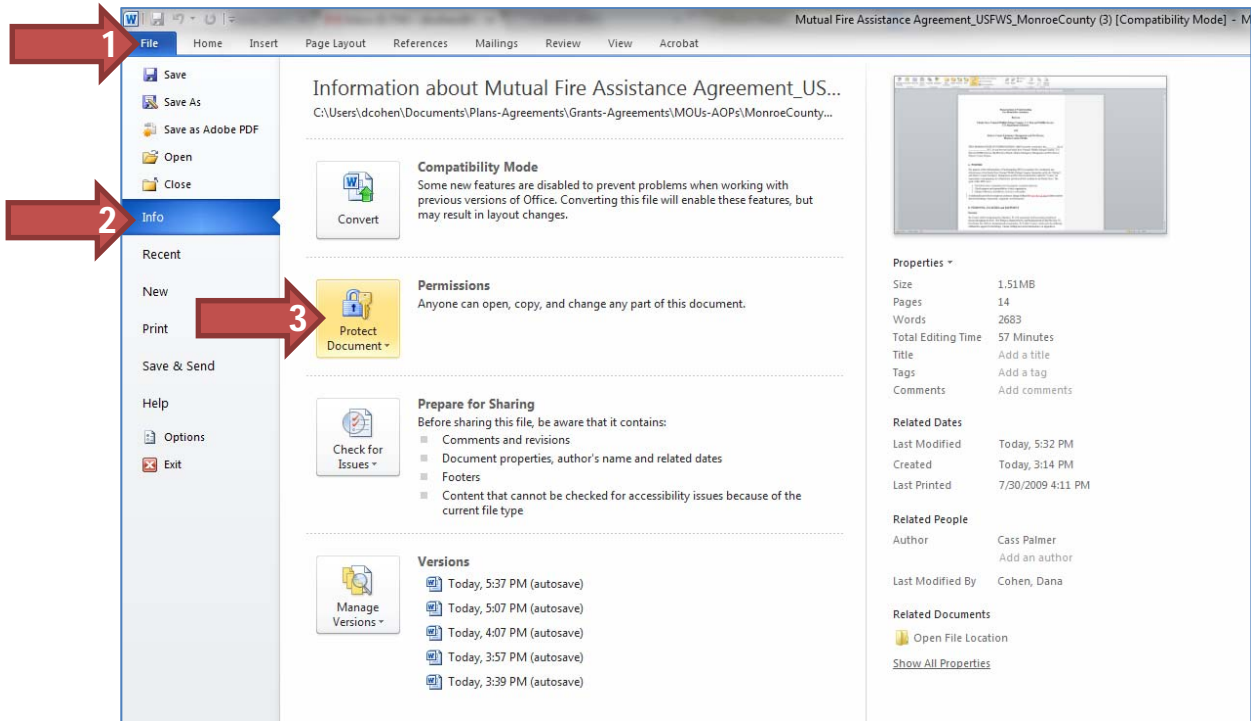 Mutual Fire Assistance Agreement_USFWS_MonroeCounty (3) [Compatibility Mode] - M
1
File Home Insert Page Layout References Mailings Review View Acrobat
Save
Save As
Save as Adobe PDF
Open
Close
2
Info
Recent
New
Print
Save & Send
Help
Options
Exit
Information about Mutual Fire Assistance Agreement_US...
C:\Users\dcohen\Documents\Plans-Agreements\Grants-Agreements\MOUs-AOPs\MonroeCounty...
Convert
Compatibility Mode
Some new features are disabled to prevent problems when working with
previous versions of Office. Converting this file will enable these features, but
may result in layout changes.
3
Protect
Document
Permissions
Anyone can open, copy, and change any part of this document.
Check for
Issues
Prepare for Sharing
Before sharing this file, be aware that it contains:
Comments and revisions
Document properties, author's name and related dates
Footers
Content that cannot be checked for accessibility issues because of the
current file type
Manage
Versions
Versions
Today, 5:37 PM (autosave)
Today, 5:07 PM (autosave)
Today, 4:07 PM (autosave)
Today, 3:57 PM (autosave)
Today, 3:39 PM (autosave)
Properties
Size 1.51MB
Pages 14
Words 2683
Total Editing Time 57 Minutes
Title Add a title
Tags Add a tag
Comments Add comments
Related Dates
Last Modified Today, 5:32 PM
Created Today, 3:14 PM
Last Printed 7/30/2009 4:11 PM
Related People
Author Cass Palmer
Add an author
Last Modified By Cohen, Dana
Related Documents
Open File Location
Show All Properties